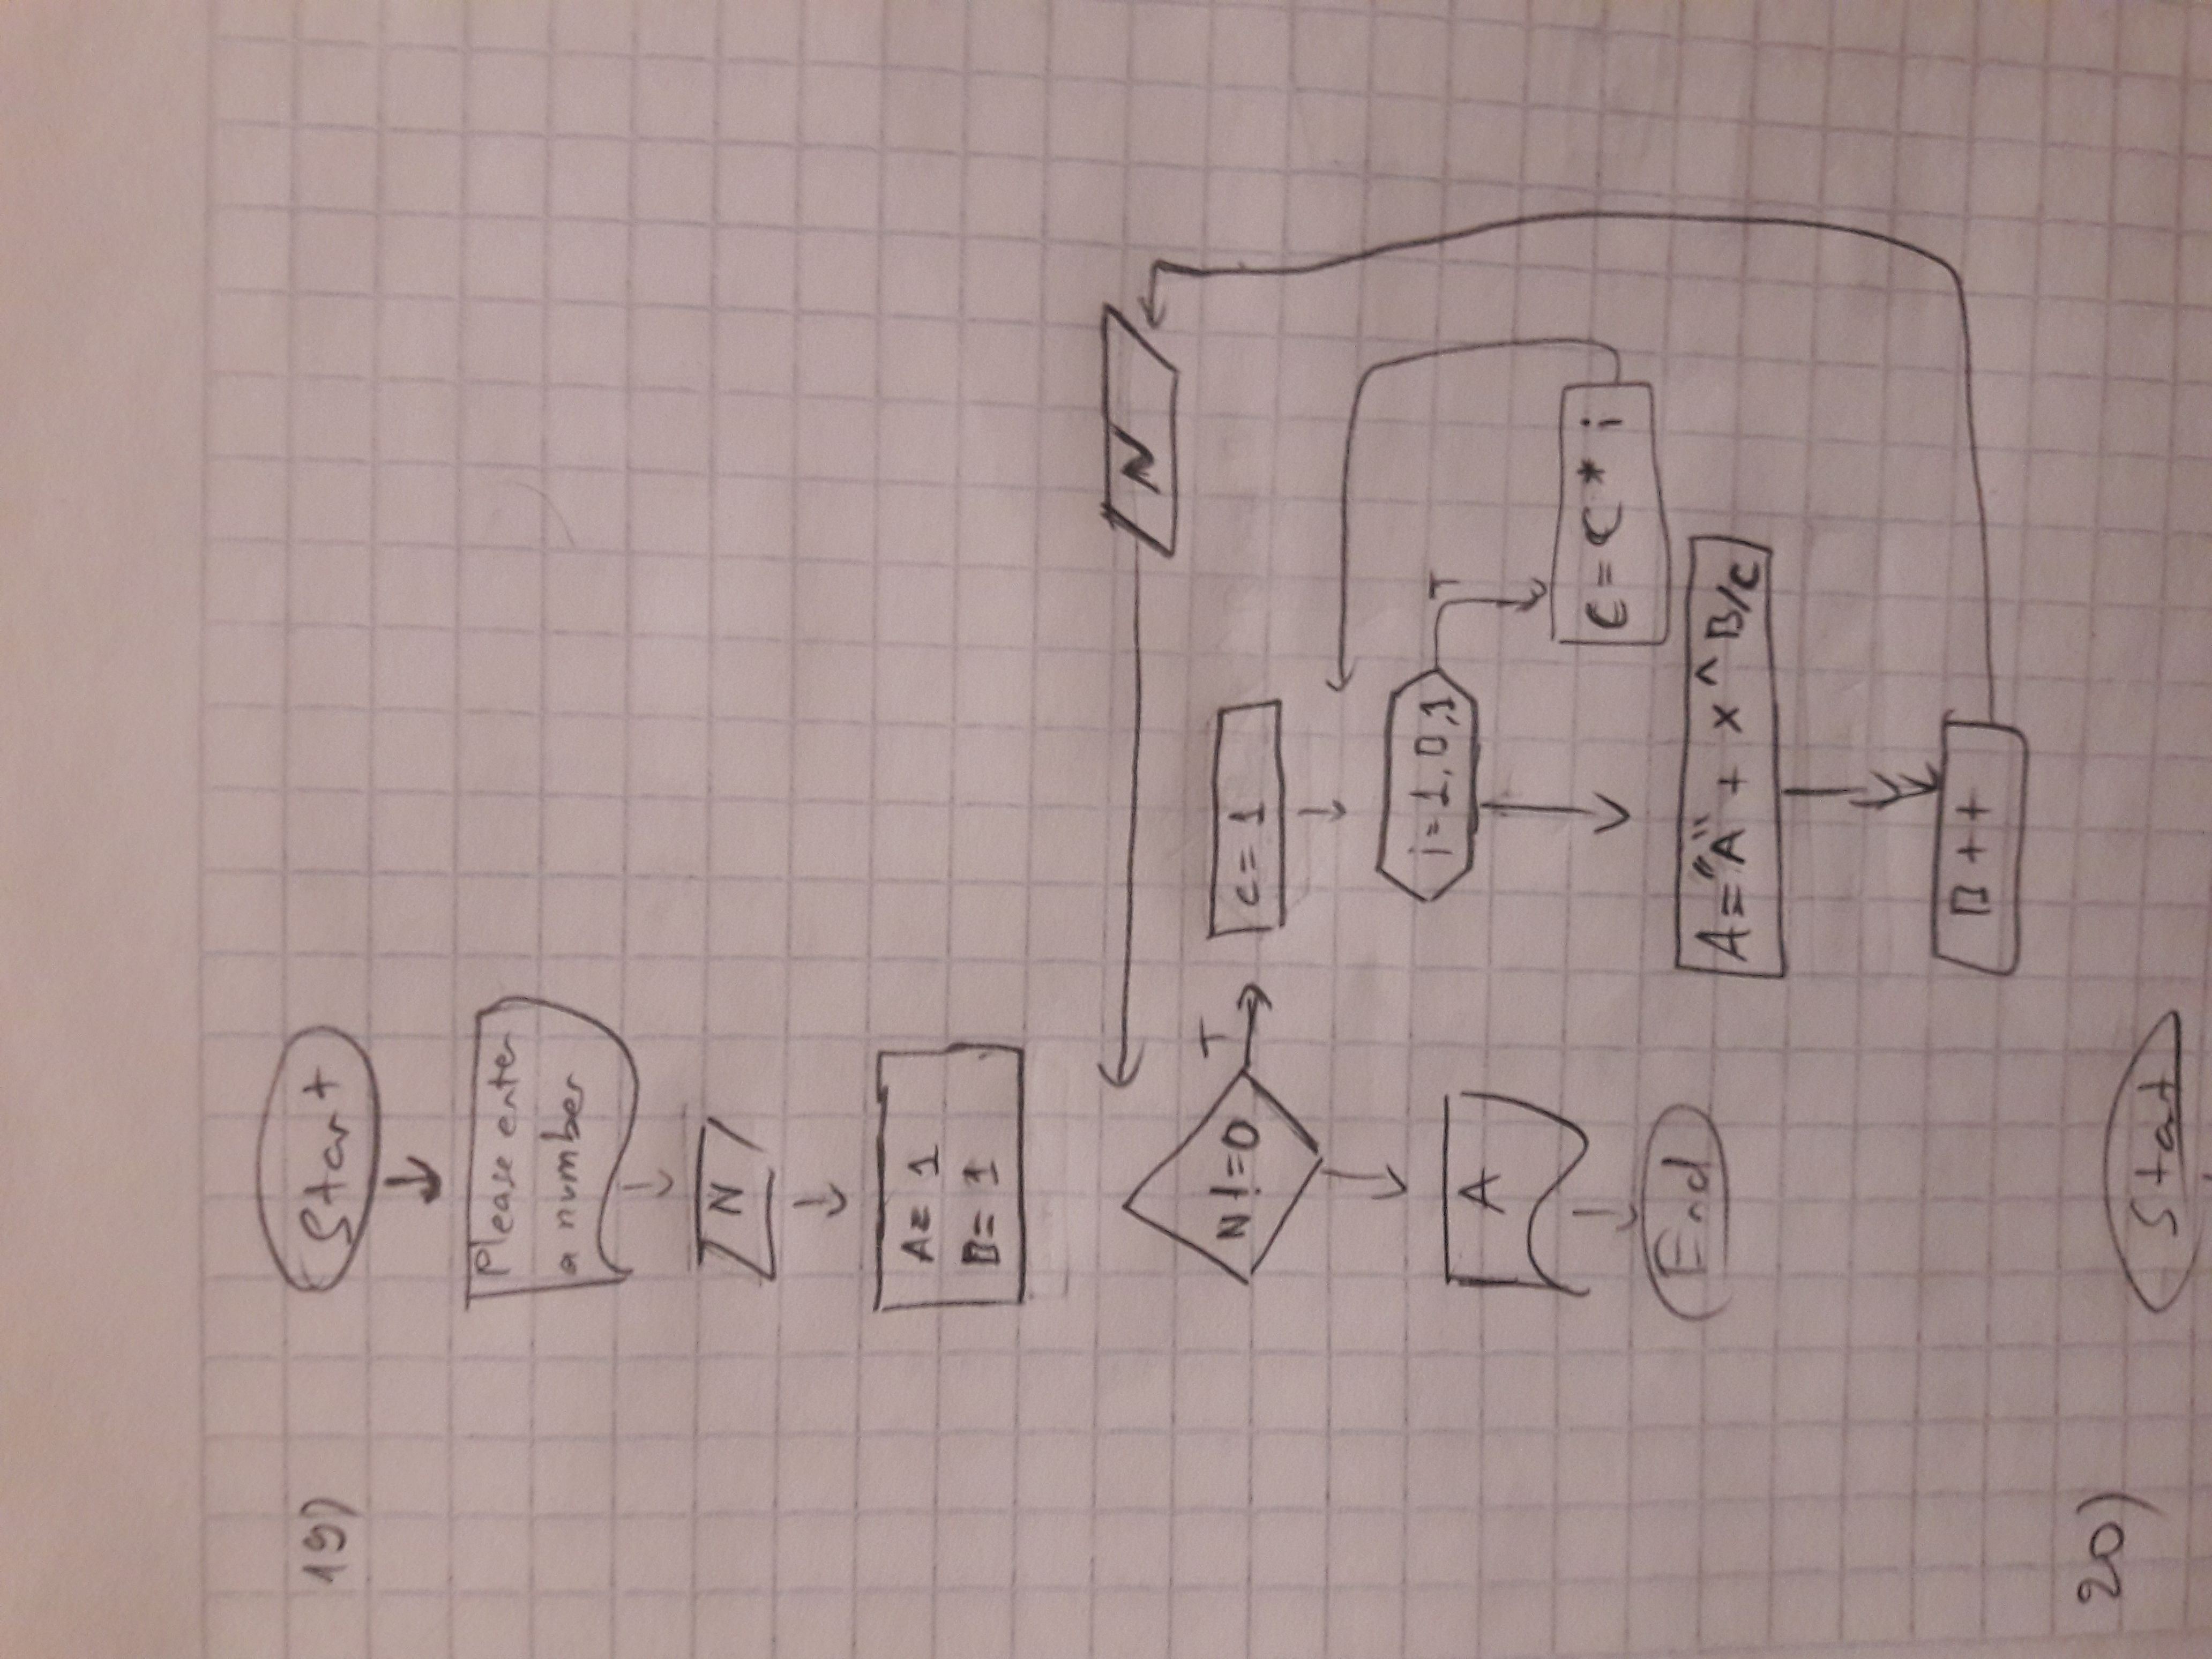 19)
Start
Please enter
a number
N
A= 1
B= 1
N
N!=0
T
c=1
i=1,0,1
T
A
C=C*i
End
A="A" + x^B/c
B++
20)
Start